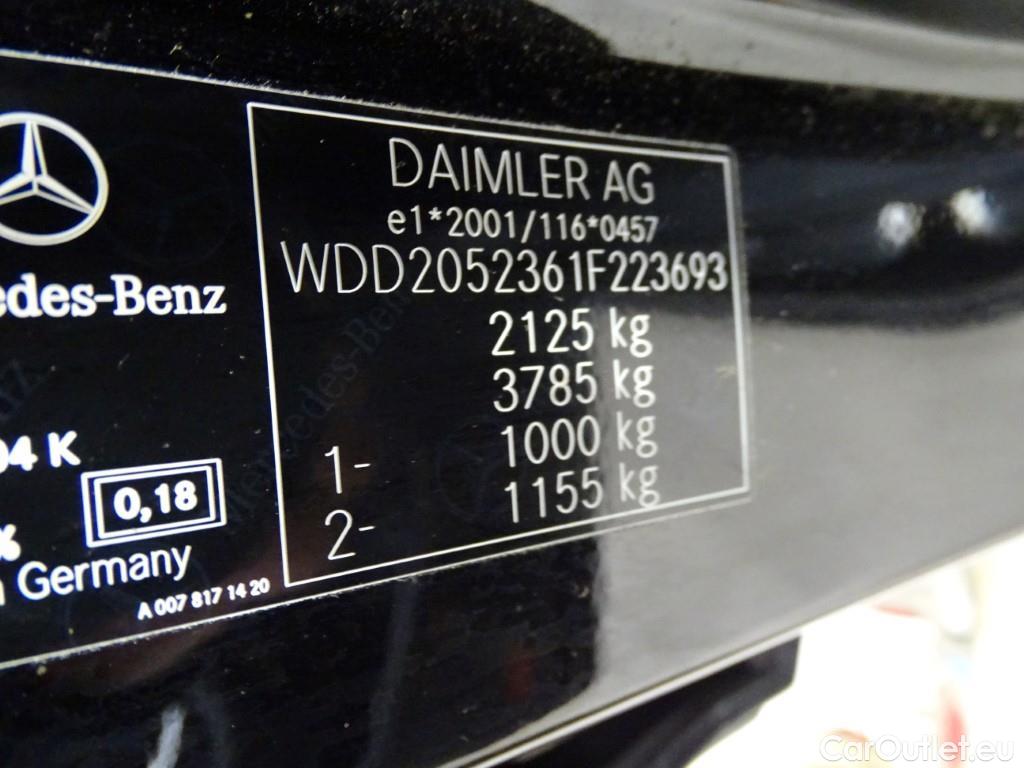 DAIMLER AG
e1*2001/116*0457
WDD2052361F223693
2125 kg
3785 kg
1- 1000 kg
2- 1155 kg
edes-Benz
04 K
0,18
%
n Germany
A 007 817 14 20
CarOutlet.eu